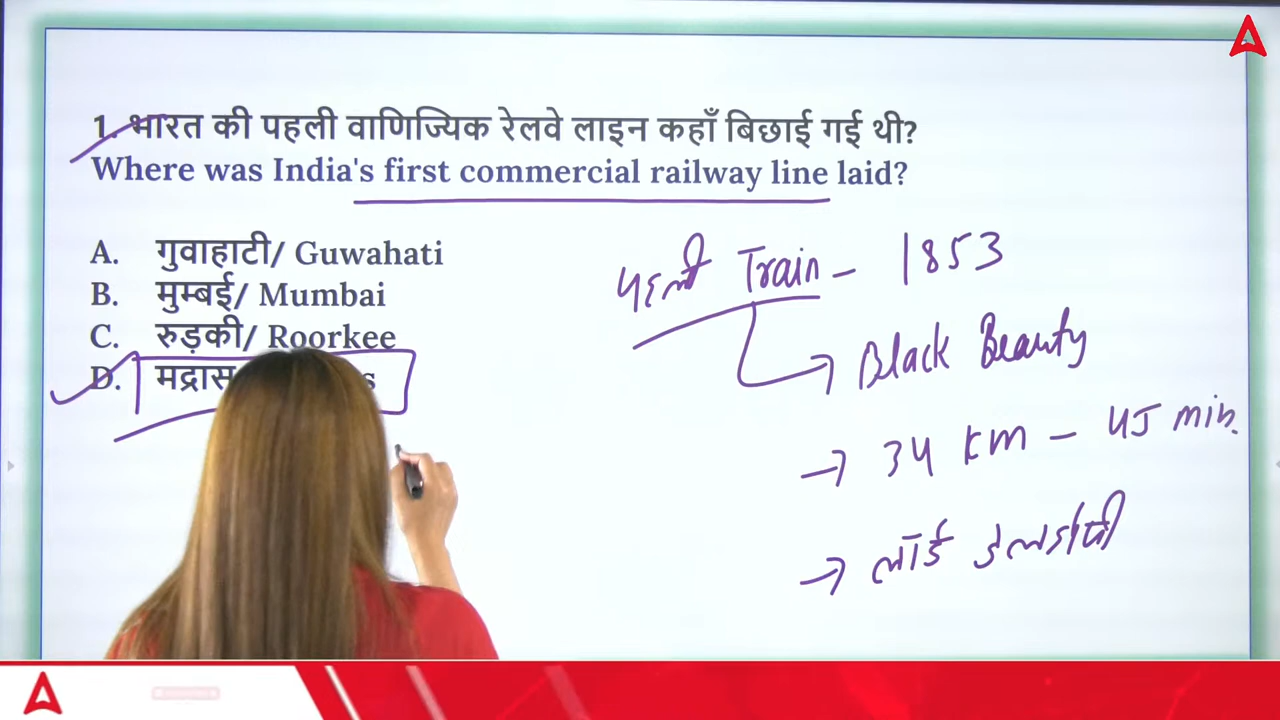 1. भारत की पहली वाणिज्यिक रेलवे लाइन कहाँ बिछाई गई थी?
Where was India's first commercial railway line laid?
A. गुवाहाटी/ Guwahati
B. मुम्बई/ Mumbai
C. रुड़की/ Roorkee
D. मद्रास
पहली Train - 1853
→ Black Beauty
→ 34 km - 45 min.
→ लॉर्ड डलहौजी